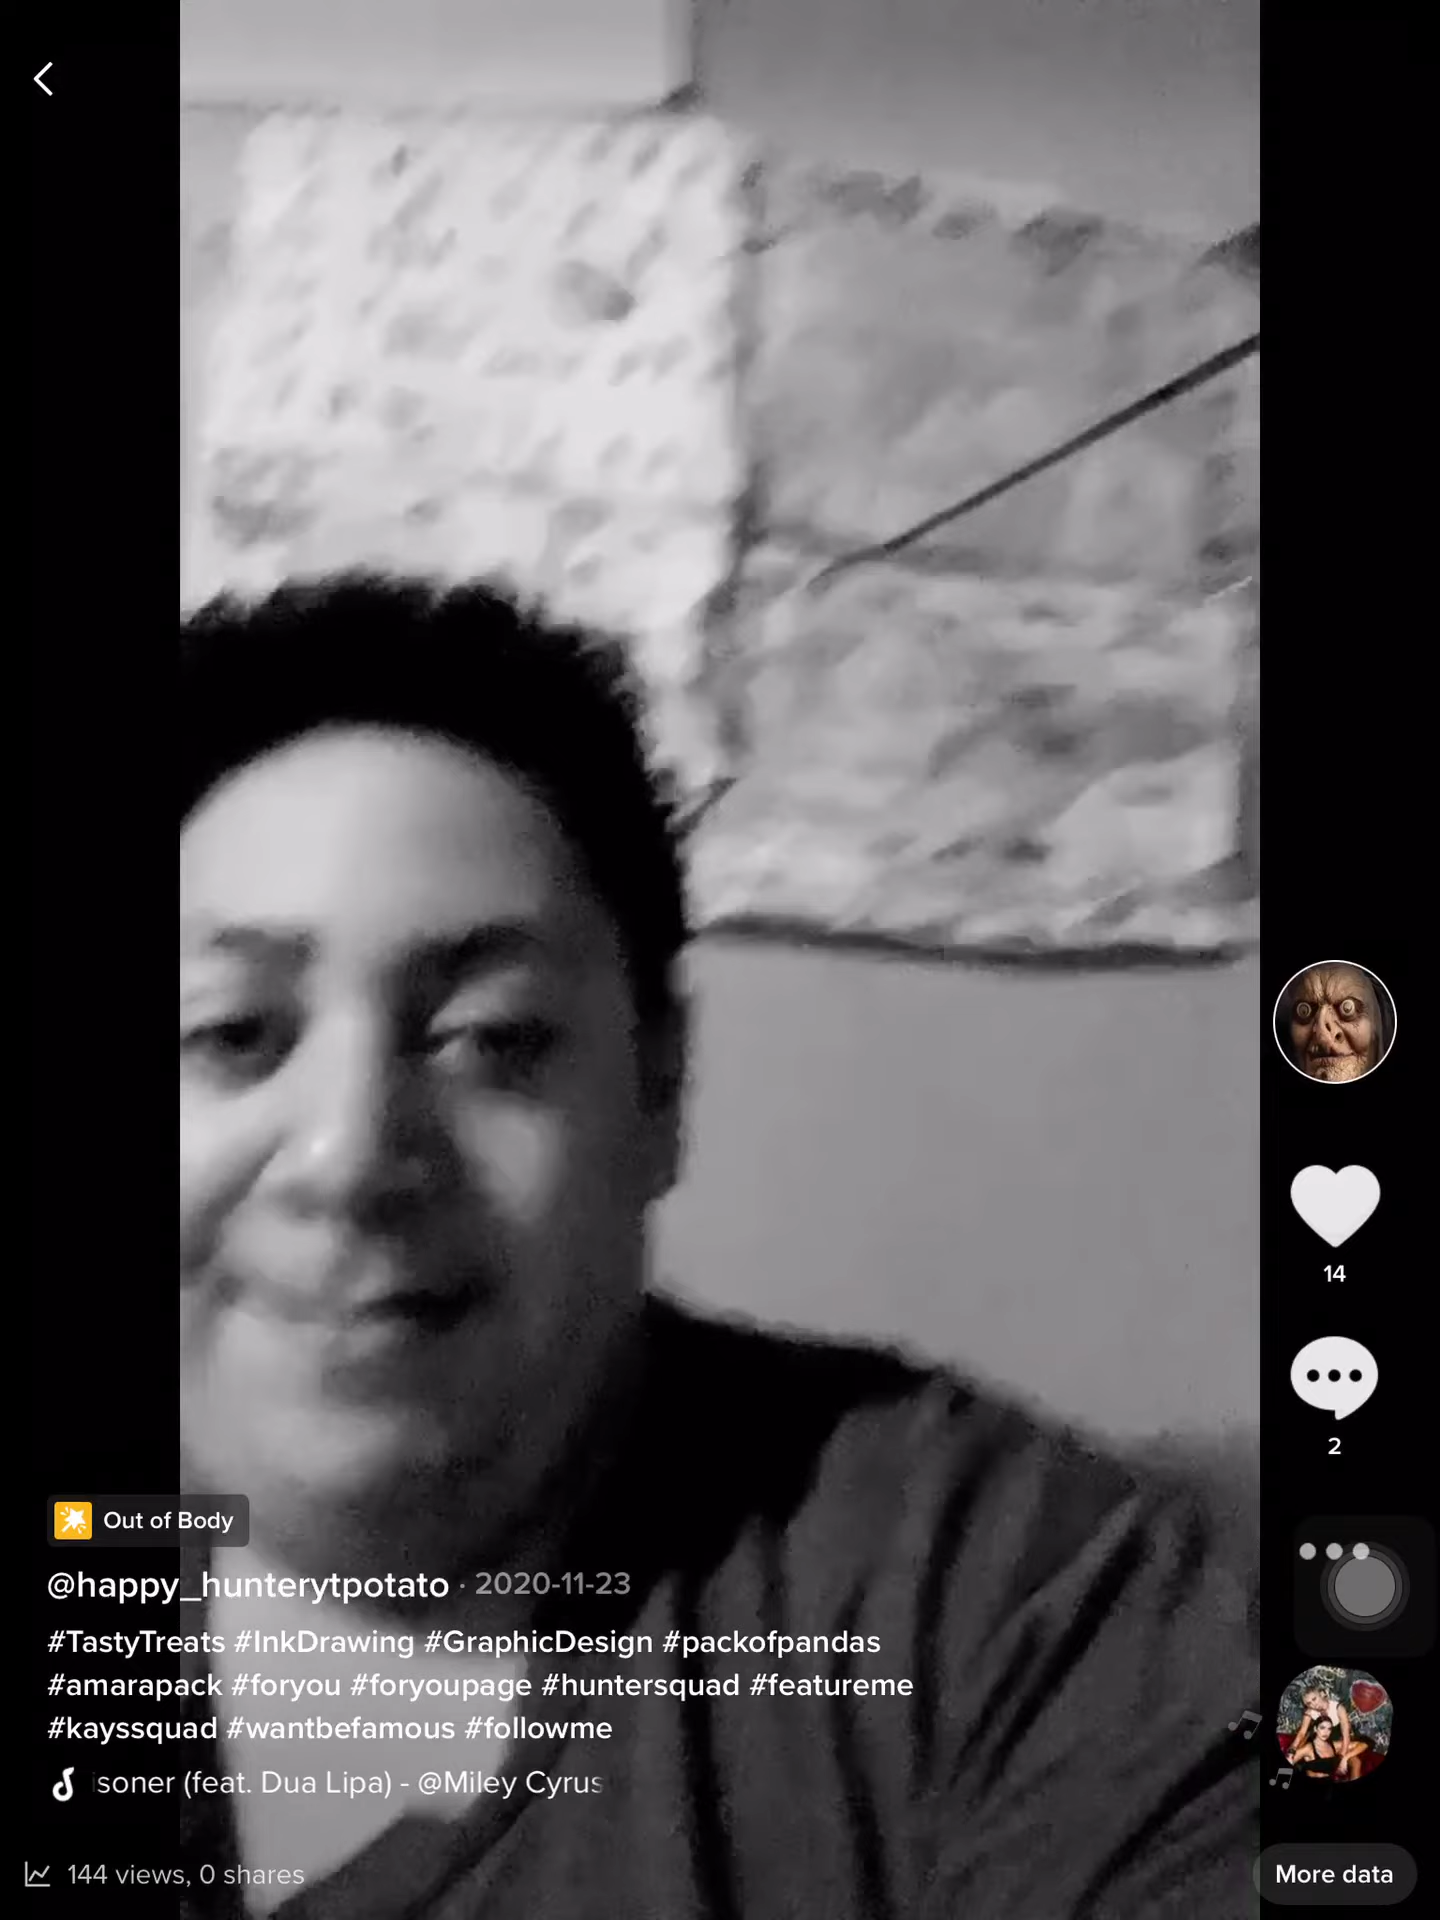 14
2
Out of Body
@happy_hunterytpotato · 2020-11-23
#TastyTreats #InkDrawing #GraphicDesign #packofpandas
#amarapack #foryou #foryoupage #huntersquad #featureme
#kayssquad #wantbefamous #followme
soner (feat. Dua Lipa) - @Miley Cyrus
144 views, 0 shares
More data